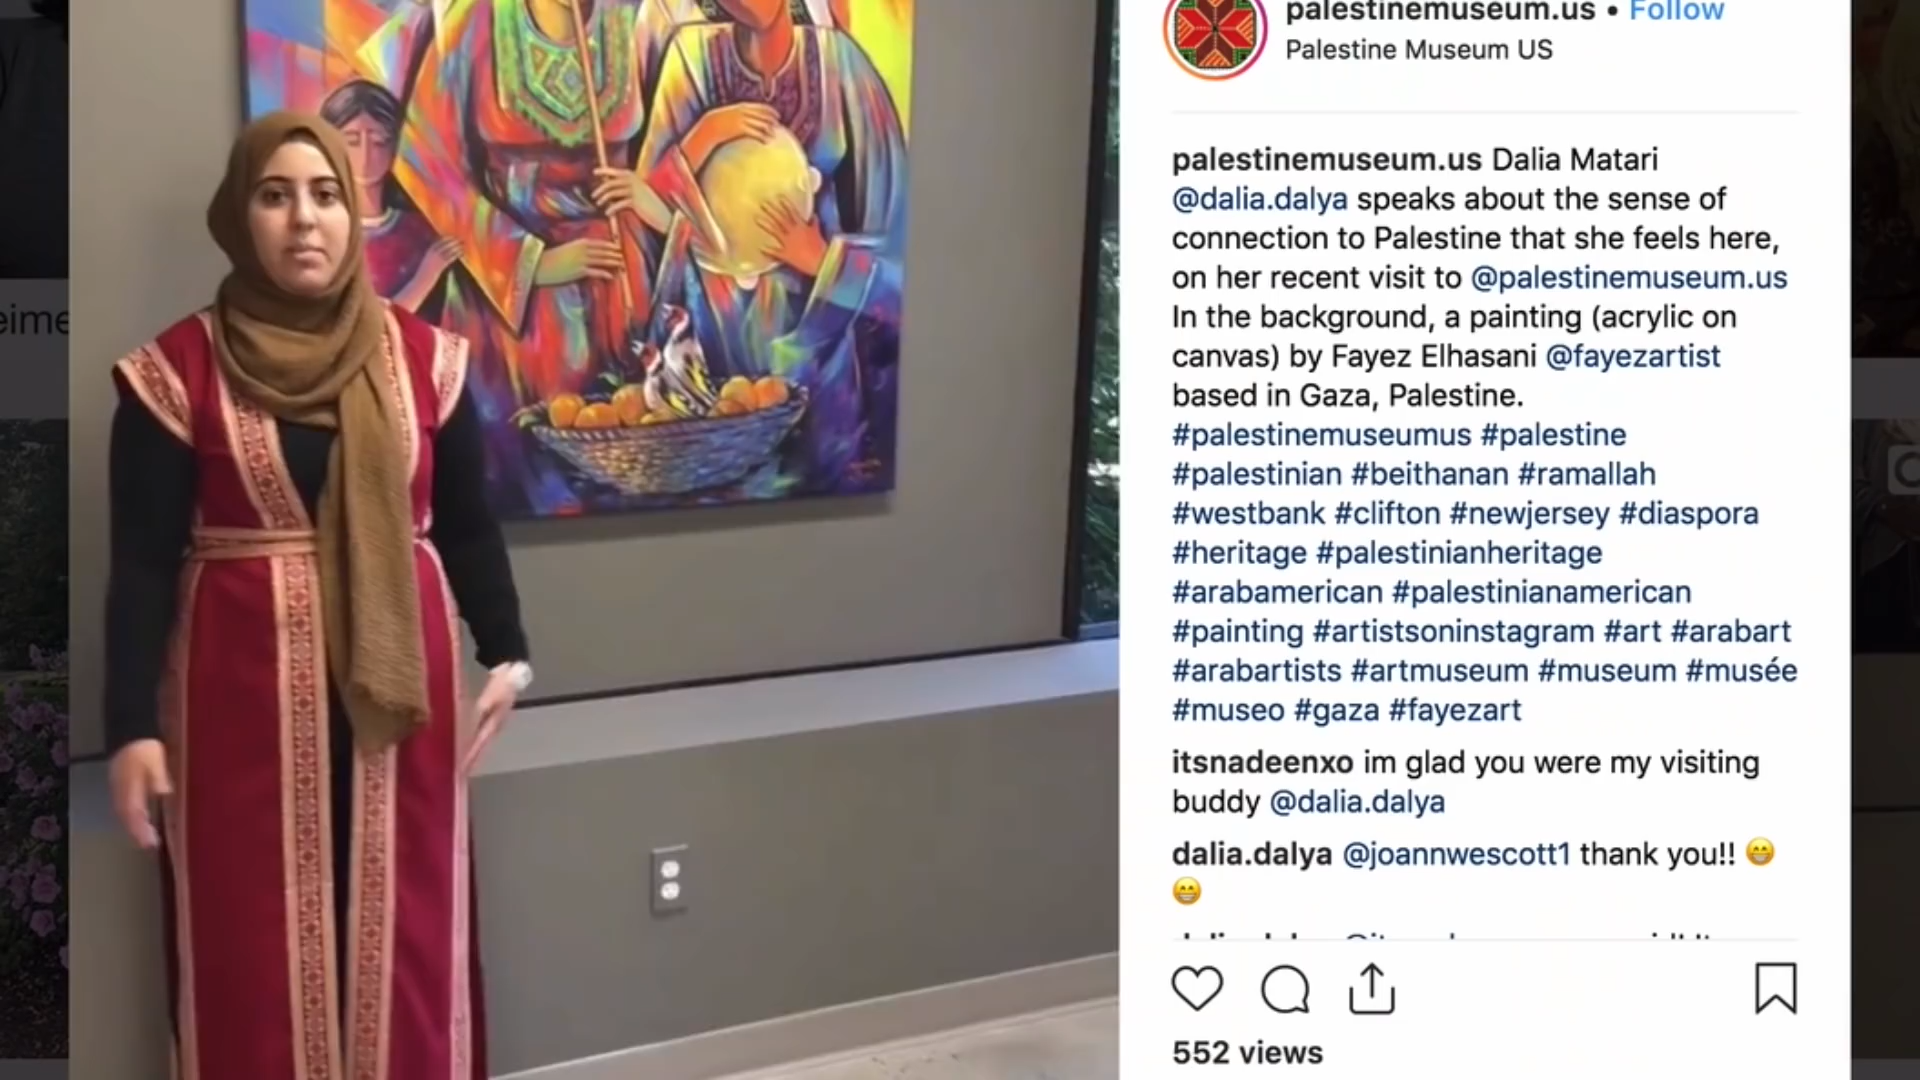 palestinemuseum.us • Follow
Palestine Museum US
palestinemuseum.us Dalia Matari
@dalia.dalya speaks about the sense of
connection to Palestine that she feels here,
on her recent visit to @palestinemuseum.us
In the background, a painting (acrylic on
canvas) by Fayez Elhasani @fayezartist
based in Gaza, Palestine.
#palestinemuseumus #palestine
#palestinian #beithanan #ramallah
#westbank #clifton #newjersey #diaspora
#heritage #palestinianheritage
#arabamerican #palestinianamerican
#painting #artistsoninstagram #art #arabart
#arabartists #artmuseum #museum #musée
#museo #gaza #fayezart
itsnadeenxo im glad you were my visiting
buddy @dalia.dalya
dalia.dalya @joannwescott1 thank you!! 😁
😁
552 views